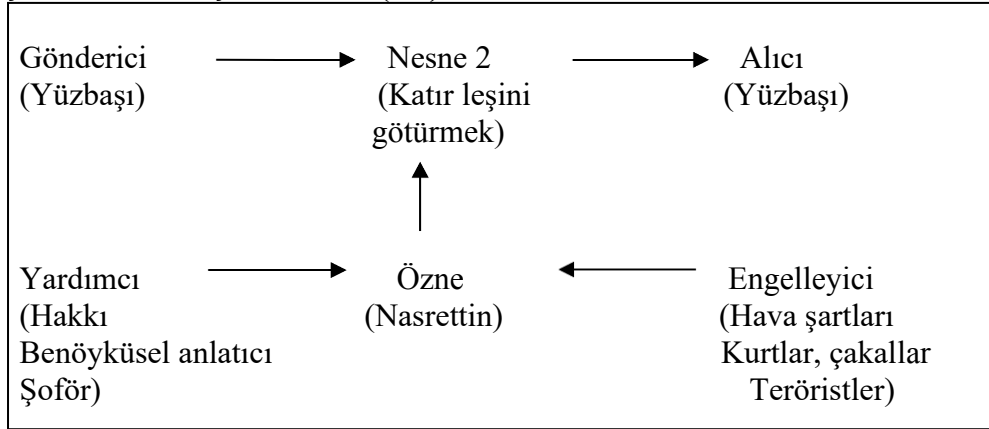 Gönderici Nesne 2 Alıcı
(Yüzbaşı) (Katır leşini (Yüzbaşı)
götürmek)
Yardımcı Özne Engelleyici
(Hakkı (Nasrettin) (Hava şartları
Benöyküsel anlatıcı Kurtlar, çakallar
Şoför) Teröristler)